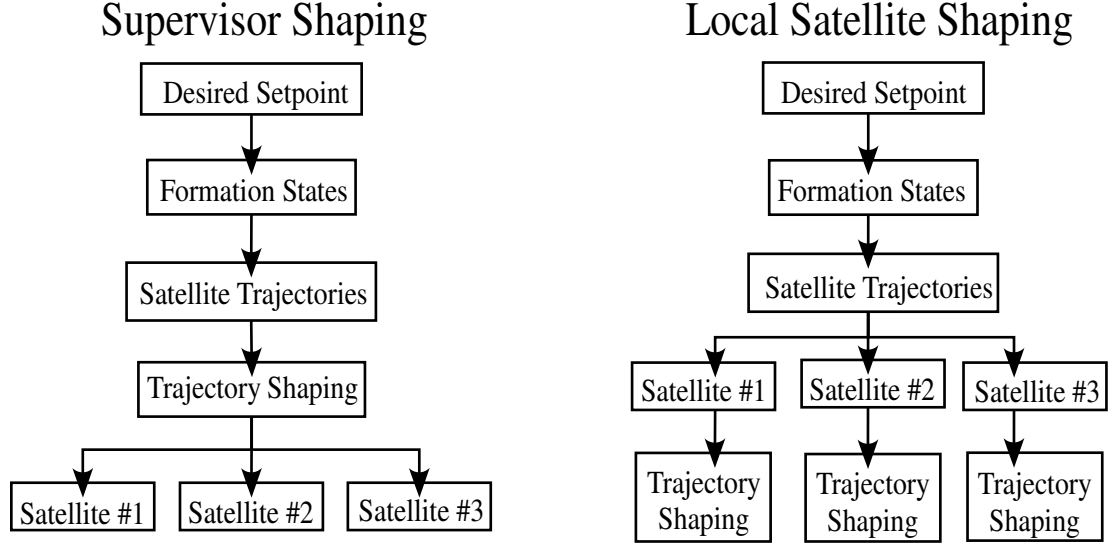 Supervisor Shaping
Desired Setpoint
Formation States
Satellite Trajectories
Trajectory Shaping
Satellite #1
Satellite #2
Satellite #3
Local Satellite Shaping
Desired Setpoint
Formation States
Satellite Trajectories
Satellite #1
Satellite #2
Satellite #3
Trajectory
Shaping
Trajectory
Shaping
Trajectory
Shaping